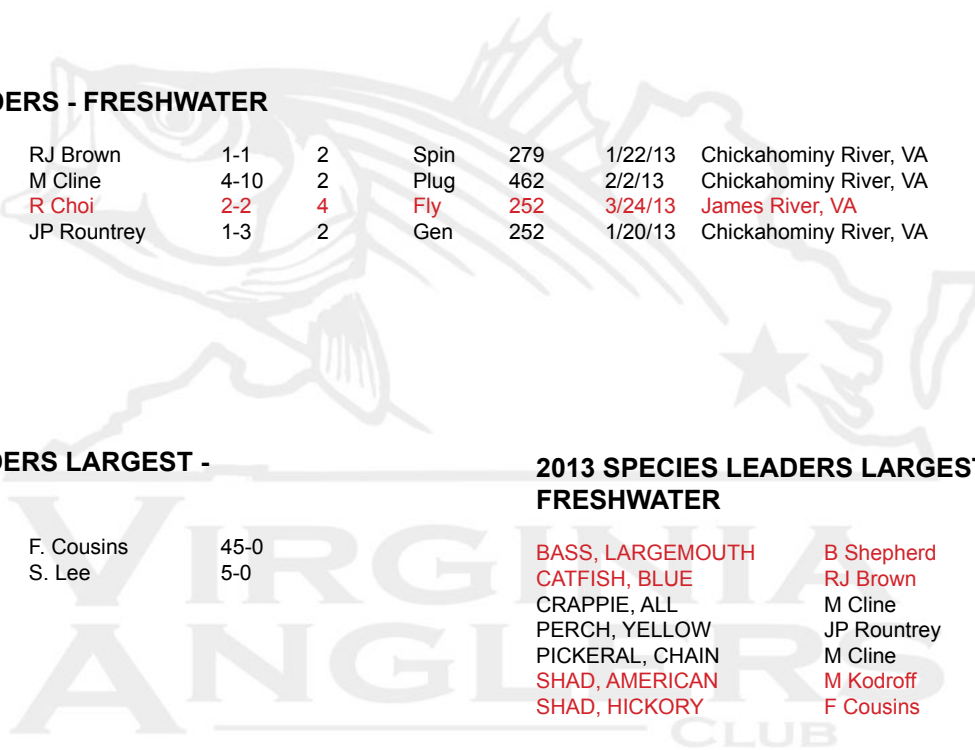 DERS - FRESHWATER
RJ Brown 1-1 2 Spin 279 1/22/13 Chickahominy River, VA
M Cline 4-10 2 Plug 462 2/2/13 Chickahominy River, VA
R Choi 2-2 4 Fly 252 3/24/13 James River, VA
JP Rountrey 1-3 2 Gen 252 1/20/13 Chickahominy River, VA
DERS LARGEST -
F. Cousins 45-0
S. Lee 5-0
2013 SPECIES LEADERS LARGEST
FRESHWATER
BASS, LARGEMOUTH B Shepherd
CATFISH, BLUE RJ Brown
CRAPPIE, ALL M Cline
PERCH, YELLOW JP Rountrey
PICKERAL, CHAIN M Cline
SHAD, AMERICAN M Kodroff
SHAD, HICKORY F Cousins
VIRGINIA
ANGLERS
CLUB